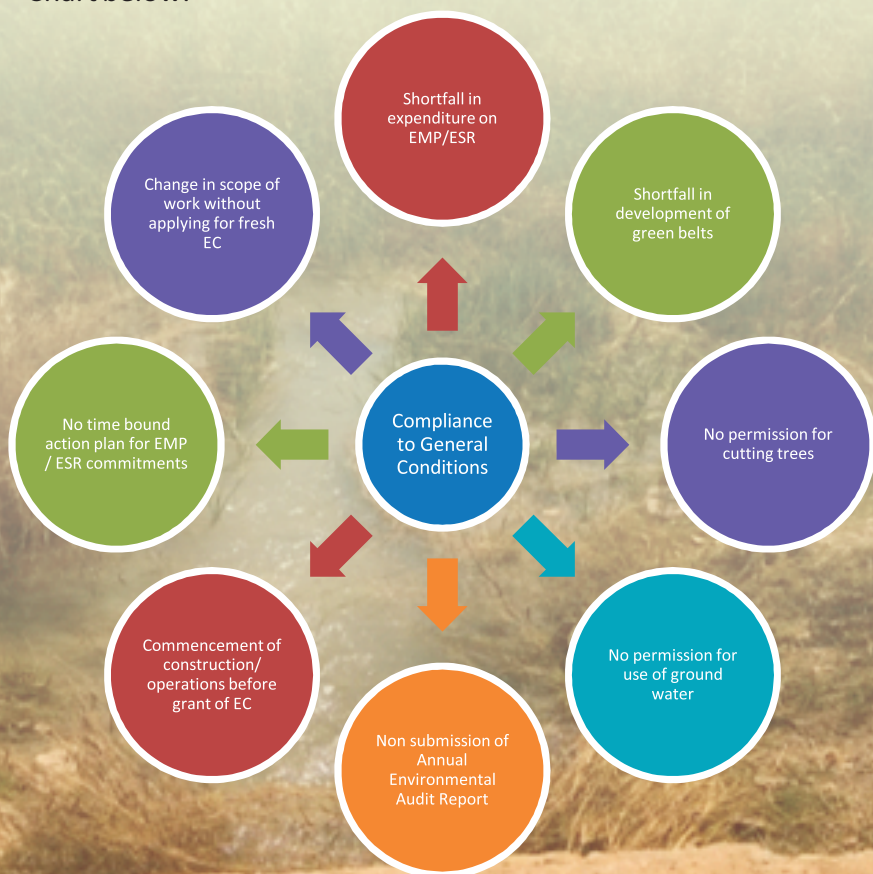 chart below:
Shortfall in
expenditure on
EMP/ESR
Shortfall in
development of
green belts
No permission for
cutting trees
No permission for
use of ground
water
Non submission of
Annual
Environmental
Audit Report
Commencement of
construction/
operations before
grant of EC
No time bound
action plan for EMP
/ ESR commitments
Change in scope of
work without
applying for fresh
EC
Compliance
to General
Conditions